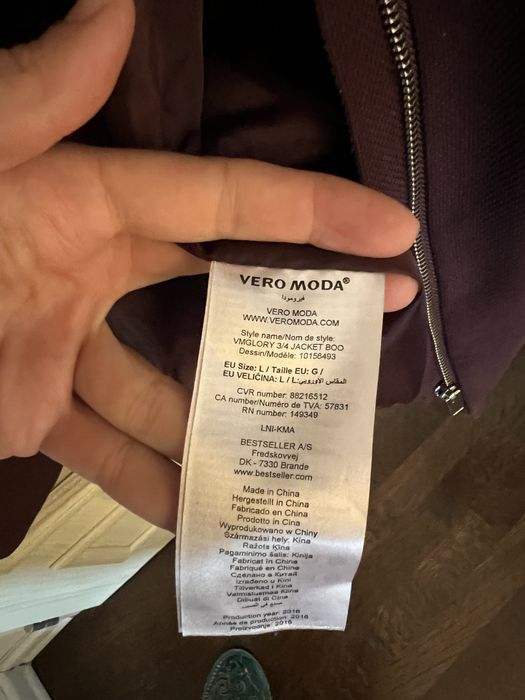 VERO MODA®
فيرومودا
VERO MODA
WWW.VEROMODA.COM
Style name/Nom de style:
VMGLORY 3/4 JACKET BOO
Dessin/Modèle: 10156493
EU Size: L / Taille EU: G /
EU VELIČINA: L / L :المقاس الأوروبي
CVR number: 88216512
CA number/Numéro de TVA: 57831
RN number: 149349
LNI-KMA
BESTSELLER A/S
Fredskovvej
DK - 7330 Brande
www.bestseller.com
Made in China
Hergestellt in China
Fabricado en China
Prodotto in Cina
Wyprodukowano w Chiny
Származási hely: Kína
Ražots Ķīna
Pagaminimo šalis: Kinija
Fabricat în China
Fabriqué en China
Сделано в Китай
Izrađeno u Kini
Tillverkad i Kina
Valmistusmaa Kiina
Dibuat di Cina
صنع في الصين
Production year: 2016
Année de production: 2016
Proizvodnja: 2016